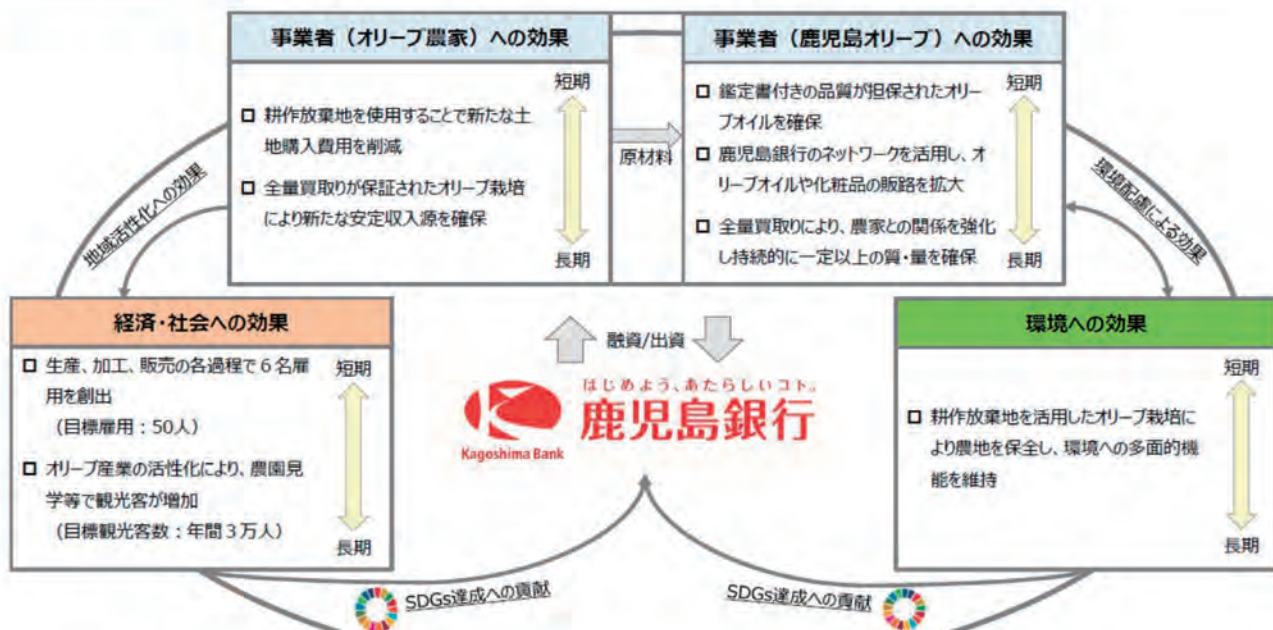 事業者（オリーブ農家）への効果
短期
□ 耕作放棄地を使用することで新たな土
地購入費用を削減
□ 全量買取りが保証されたオリーブ栽培
により新たな安定収入源を確保
長期
原材料
事業者（鹿児島オリーブ）への効果
短期
□ 鑑定書付きの品質が担保されたオリー
ブオイルを確保
□ 鹿児島銀行のネットワークを活用し、オ
リーブオイルや化粧品の販路を拡大
□ 全量買取りにより、農家との関係を強化
し持続的に一定以上の質・量を確保
長期
地域活性化への効果
環境配慮による効果
経済・社会への効果
短期
□ 生産、加工、販売の各過程で６名雇
用を創出
（目標雇用：50人）
□ オリーブ産業の活性化により、農園見
学等で観光客が増加
（目標観光客数：年間３万人）
長期
融資/出資
はじめよう、あたらしいコト。
鹿児島銀行
Kagoshima Bank
環境への効果
短期
□ 耕作放棄地を活用したオリーブ栽培に
より農地を保全し、環境への多面的機
能を維持
長期
SDGs達成への貢献
SDGs達成への貢献